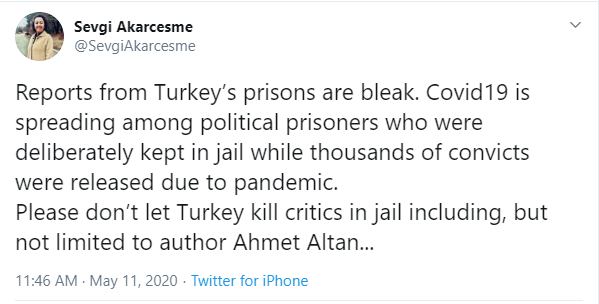 Sevgi Akarcesme
@SevgiAkarcesme
Reports from Turkey’s prisons are bleak. Covid19 is
spreading among political prisoners who were
deliberately kept in jail while thousands of convicts
were released due to pandemic.
Please don’t let Turkey kill critics in jail including, but
not limited to author Ahmet Altan...
11:46 AM · May 11, 2020 · Twitter for iPhone